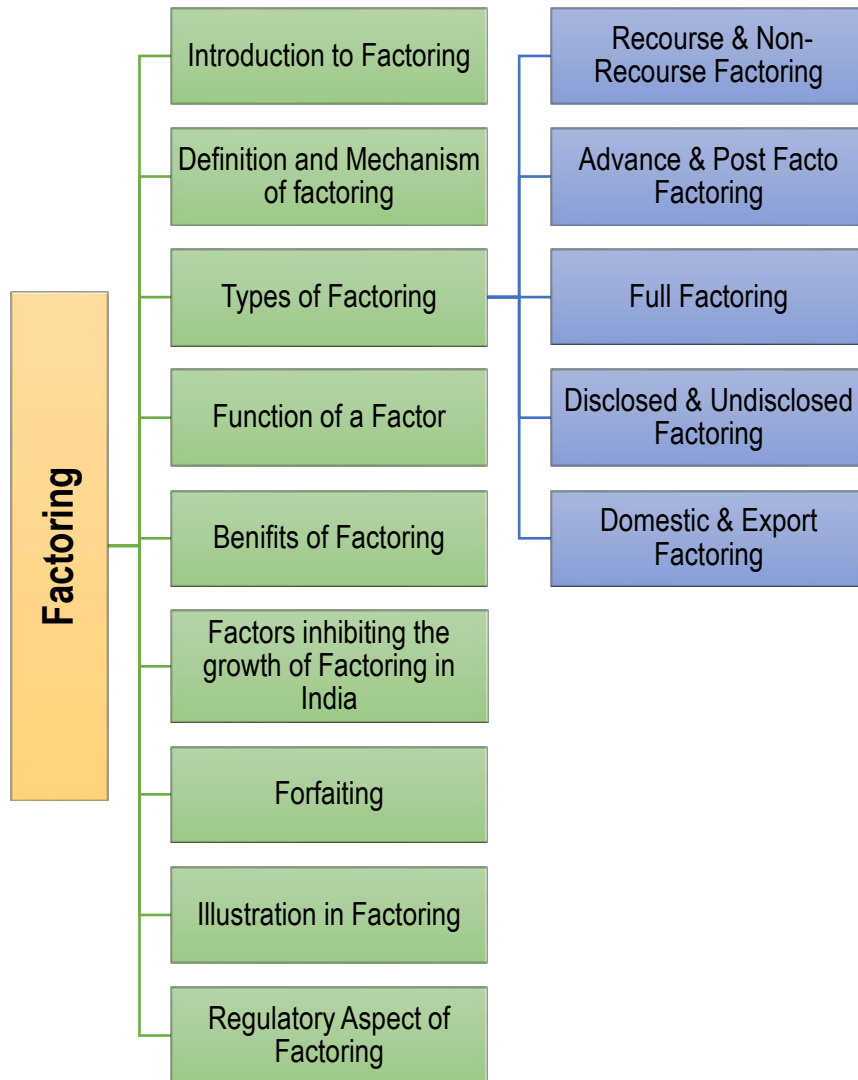 Factoring
Introduction to Factoring
Definition and Mechanism
of factoring
Types of Factoring
Function of a Factor
Benifits of Factoring
Factors inhibiting the
growth of Factoring in
India
Forfaiting
Illustration in Factoring
Regulatory Aspect of
Factoring
Recourse & Non-
Recourse Factoring
Advance & Post Facto
Factoring
Full Factoring
Disclosed & Undisclosed
Factoring
Domestic & Export
Factoring